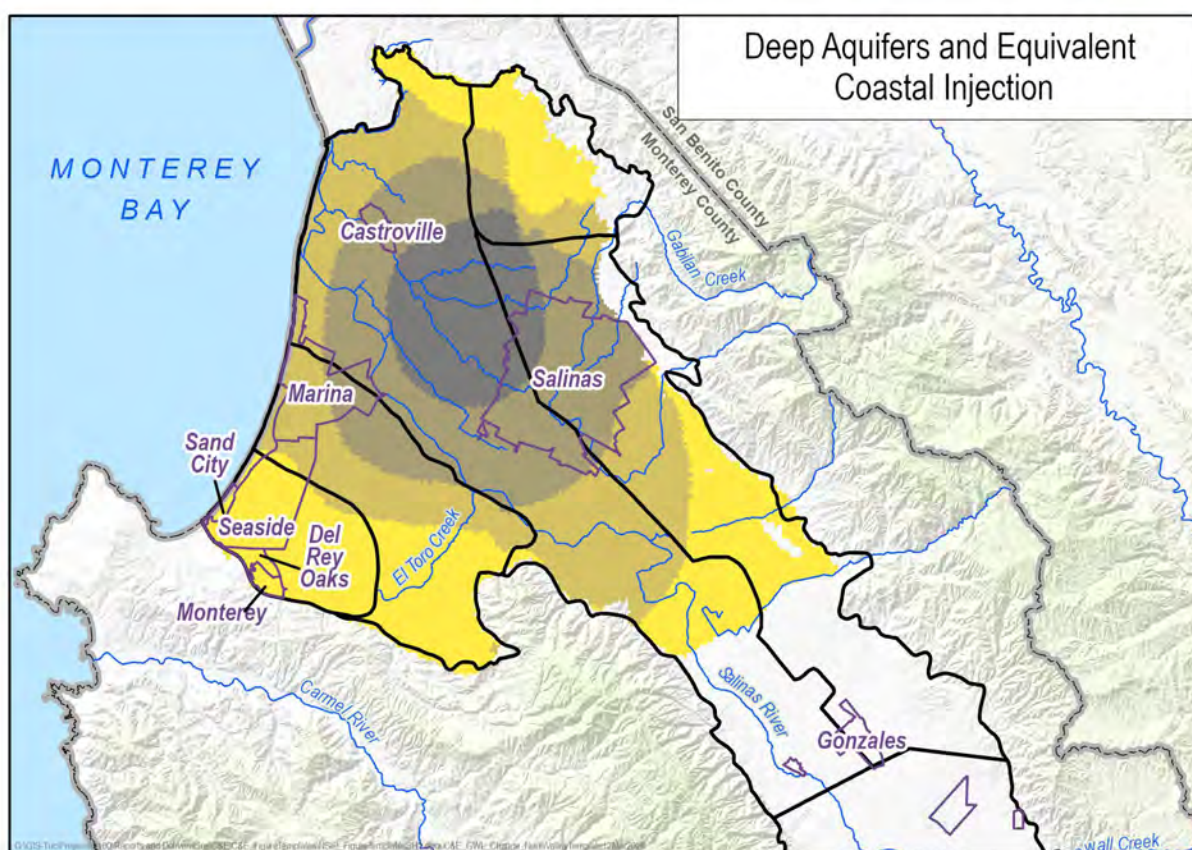 Deep Aquifers and Equivalent
Coastal Injection
San Benito County
Monterey County
MONTEREY
BAY
Castroville
Gabilan Creek
Salinas
Marina
Sand
City
Seaside
Del
Rey
Oaks
El Toro Creek
Monterey
Carmel River
Salinas River
Gonzales
wall Creek